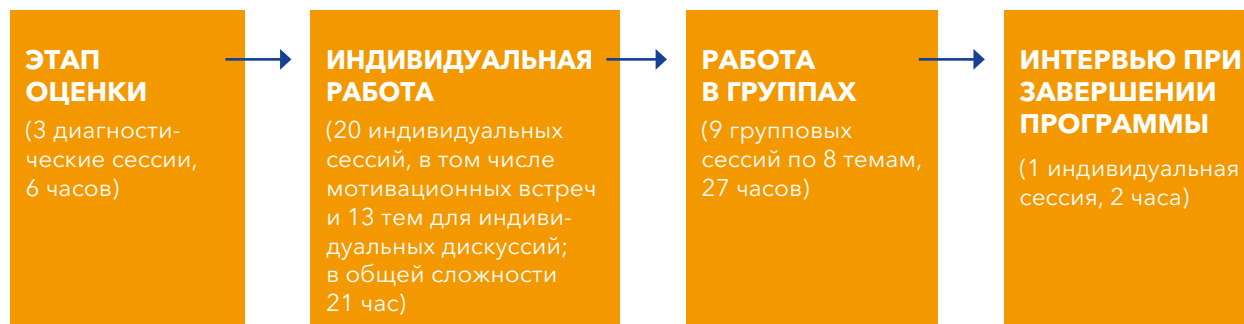 ЭТАП
ОЦЕНКИ
(3 диагности-
ческие сессии,
6 часов)
ИНДИВИДУАЛЬНАЯ
РАБОТА
(20 индивидуальных
сессий, в том числе
мотивационных встреч
и 13 тем для индиви-
дуальных дискуссий;
в общей сложности
21 час)
РАБОТА
В ГРУППАХ
(9 групповых
сессий по 8 темам,
27 часов)
ИНТЕРВЬЮ ПРИ
ЗАВЕРШЕНИИ
ПРОГРАММЫ
(1 индивидуальная
сессия, 2 часа)